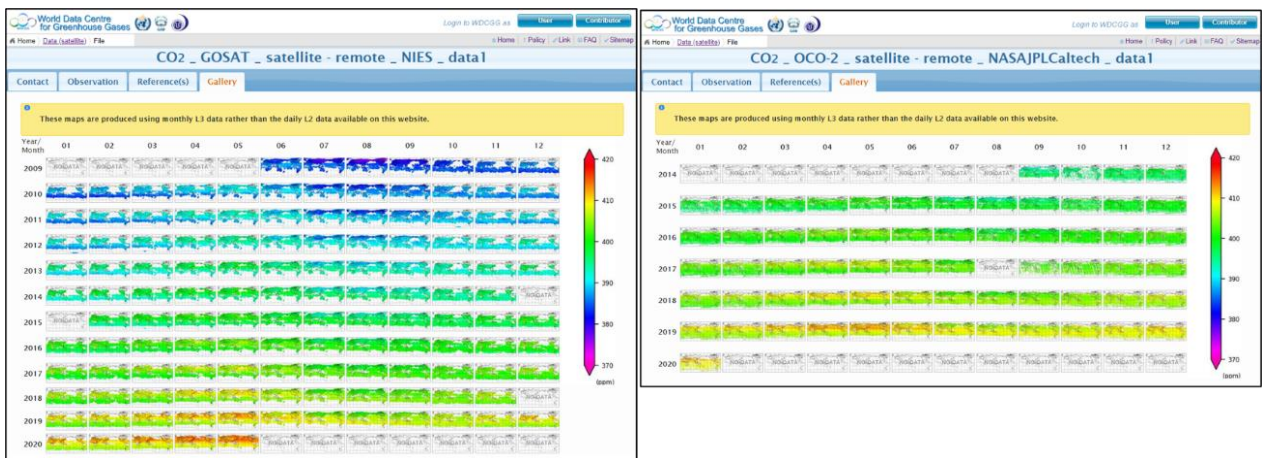 World Data Centre
for Greenhouse Gases
Login to WDCGG as User Contributor
Home Data (satellite) File
Home Policy Link FAQ Sitemap
CO2 _ GOSAT _ satellite - remote _ NIES _ data1
Contact Observation Reference(s) Gallery
These maps are produced using monthly L3 data rather than the daily L2 data available on this website.
Year/
Month 01 02 03 04 05 06 07 08 09 10 11 12
2009
2010
2011
2012
2013
2014
2015
2016
2017
2018
2019
2020
420
410
400
390
380
370
(ppm)
World Data Centre
for Greenhouse Gases
Login to WDCGG as User Contributor
Home Data (satellite) File
Home Policy Link FAQ Sitemap
CO2 _ OCO-2 _ satellite - remote _ NASAJPLCaltech _ data1
Contact Observation Reference(s) Gallery
These maps are produced using monthly L3 data rather than the daily L2 data available on this website.
Year/
Month 01 02 03 04 05 06 07 08 09 10 11 12
2014
2015
2016
2017
2018
2019
2020
420
410
400
390
380
370
(ppm)